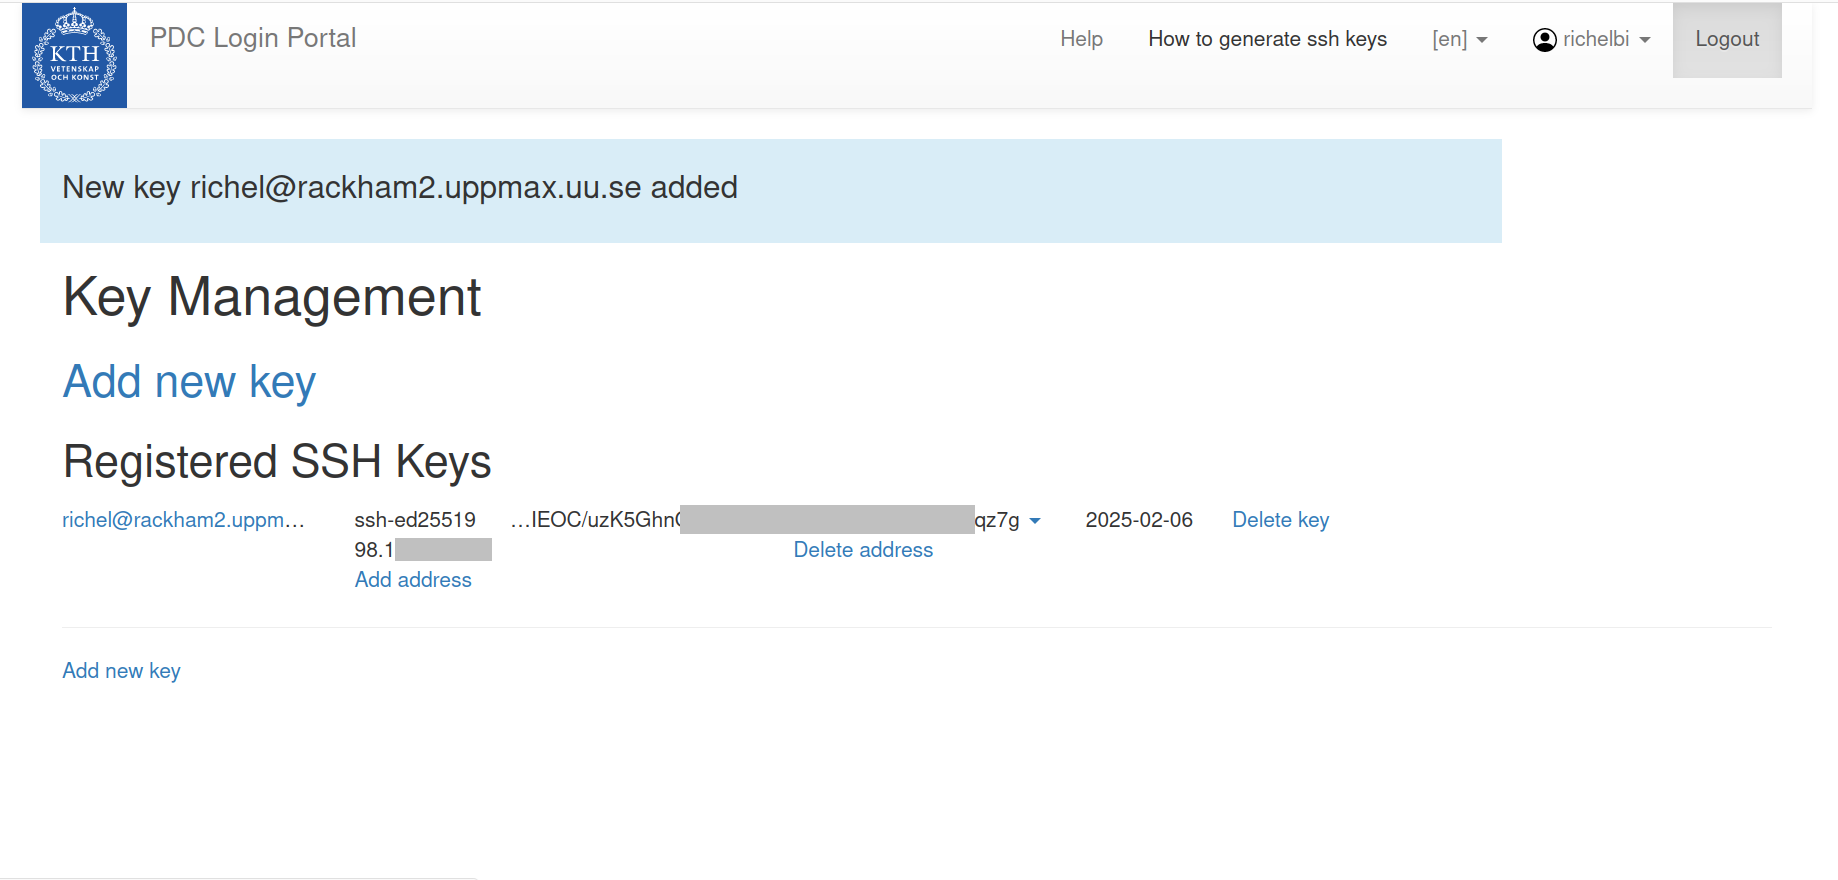 KTH
VETENSKAP
OCH KONST
PDC Login Portal
Help
How to generate ssh keys
[en]
richelbi
Logout
New key richel@rackham2.uppmax.uu.se added
Key Management
Add new key
Registered SSH Keys
richel@rackham2.uppm… ssh-ed25519 …IEOC/uzK5Ghn qz7g 2025-02-06 Delete key
98.1 Delete address
Add address
Add new key